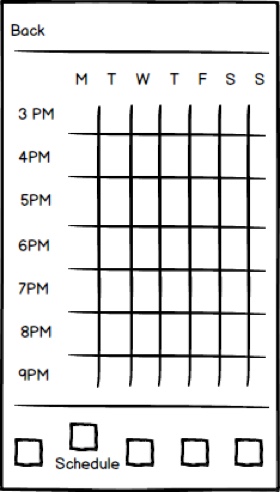 Back
M T W T F S S
3 PM
4PM
5PM
6PM
7PM
8PM
9PM
Schedule